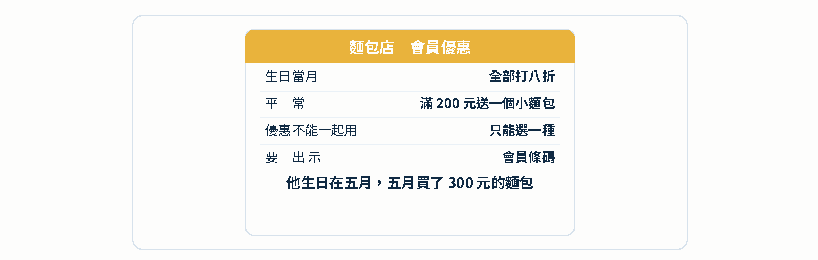 麵包店　會員優惠
生日當月　全部打八折
平　常　滿 200 元送一個小麵包
優惠不能一起用　只能選一種
要　出 示　會員條碼
他生日在五月，五月買了 300 元的麵包